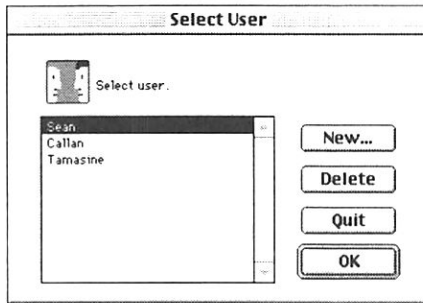 Select User
Select user.
Sean
Callan
Tamasine
New...
Delete
Quit
OK